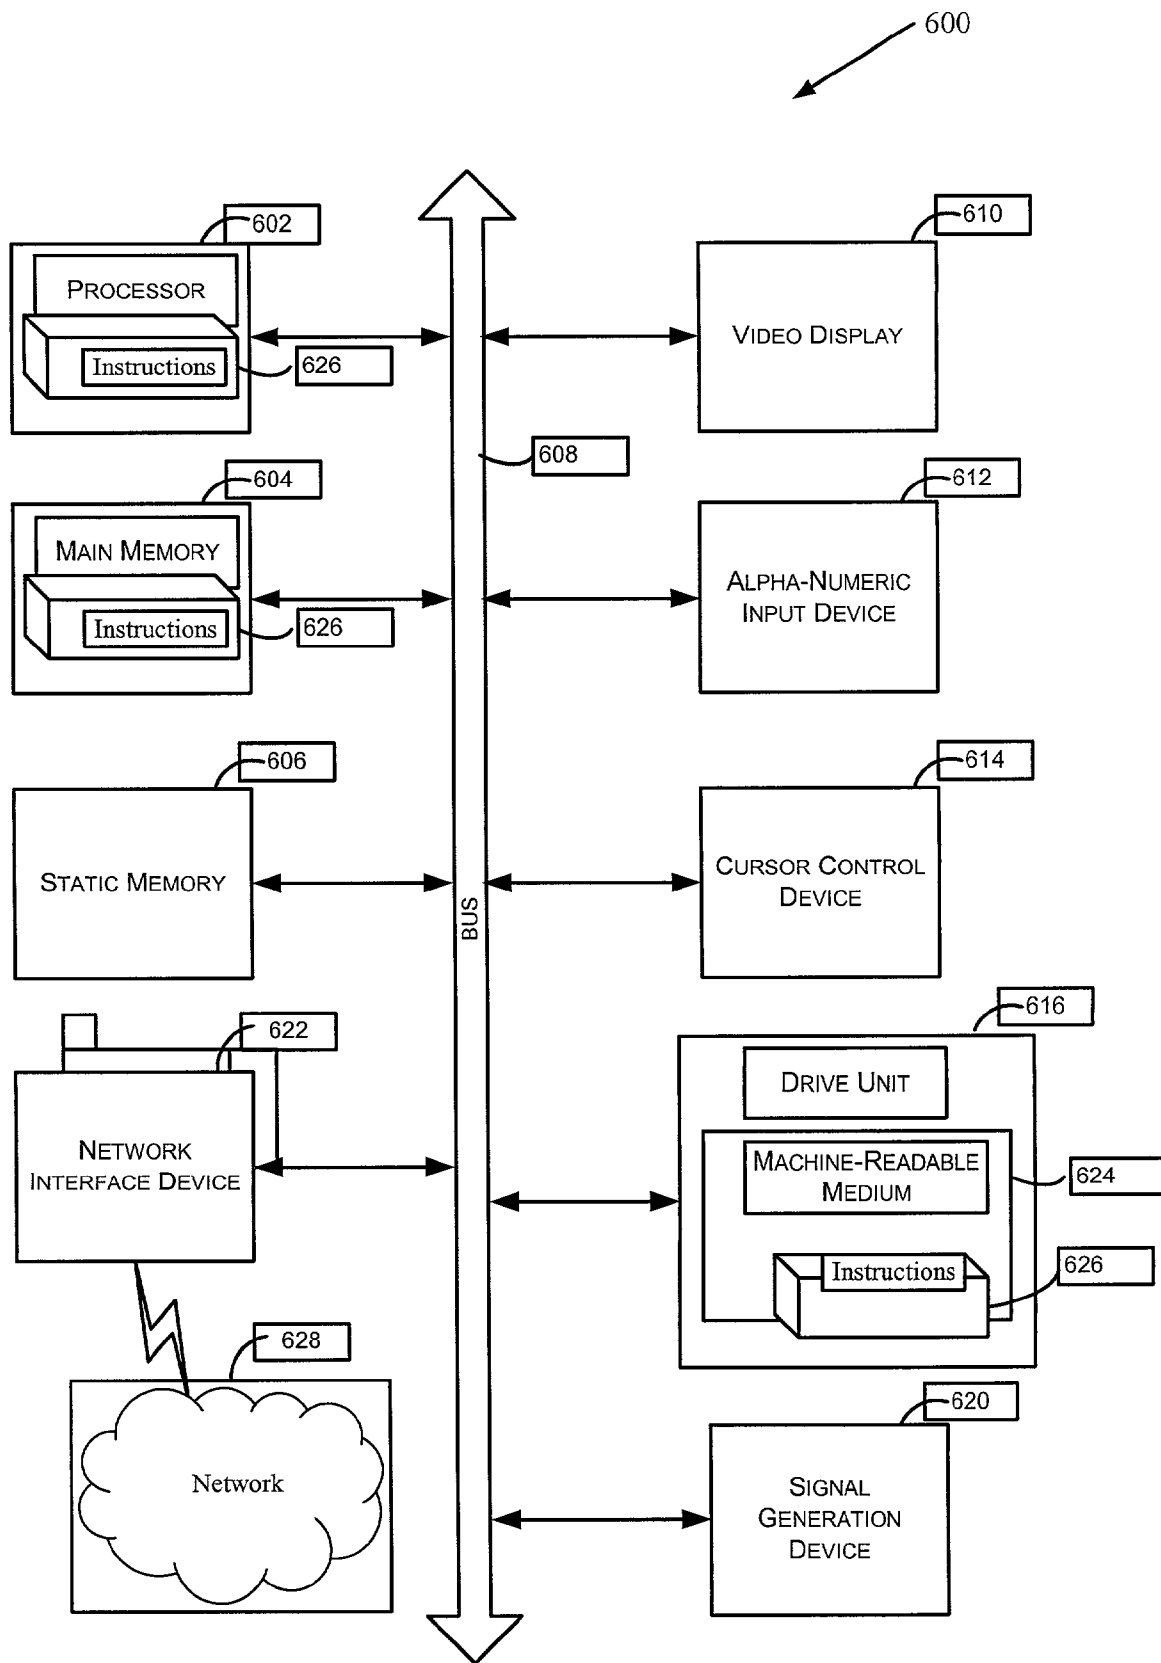 600
602
PROCESSOR
Instructions
626
604
MAIN MEMORY
Instructions
626
606
STATIC MEMORY
622
NETWORK
INTERFACE DEVICE
628
Network
608
BUS
610
VIDEO DISPLAY
612
ALPHA-NUMERIC
INPUT DEVICE
614
CURSOR CONTROL
DEVICE
616
DRIVE UNIT
MACHINE-READABLE
MEDIUM
624
Instructions
626
620
SIGNAL
GENERATION
DEVICE